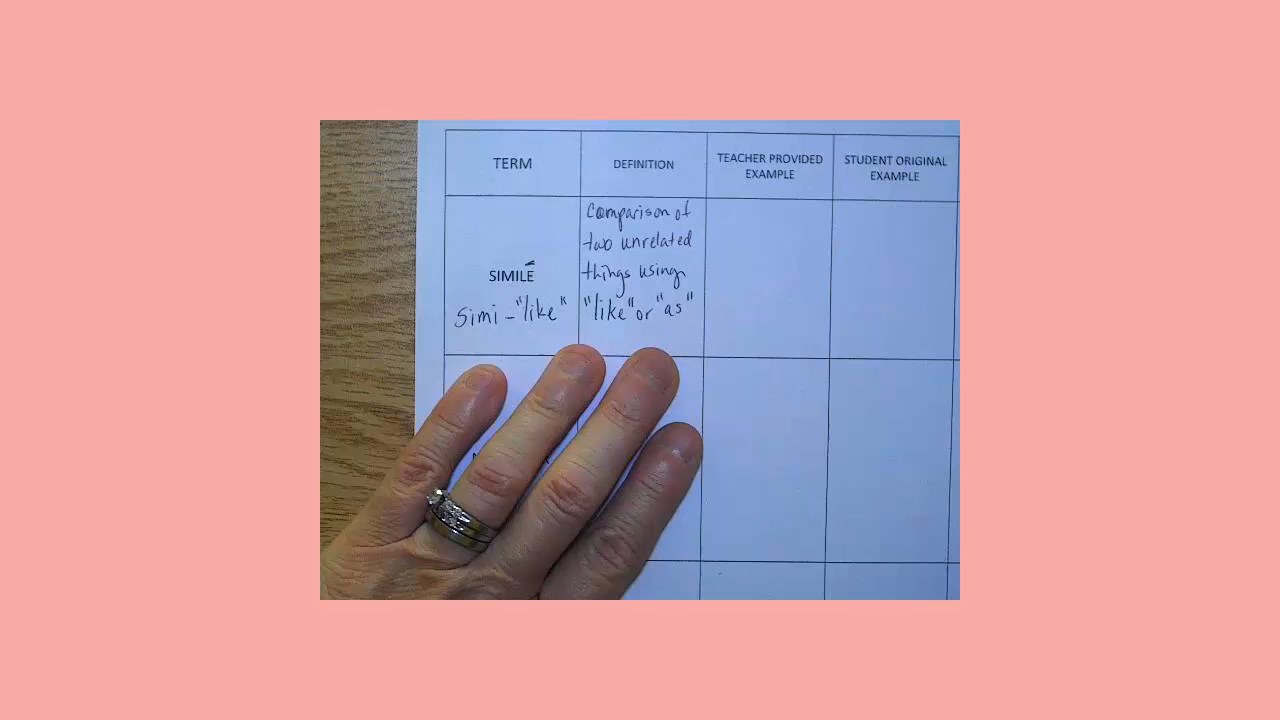 TERM
DEFINITION
TEACHER PROVIDED
EXAMPLE
STUDENT ORIGINAL
EXAMPLE
SIMILÉ
Simi - "like"
Comparison of
two unrelated
things using
"like" or "as"